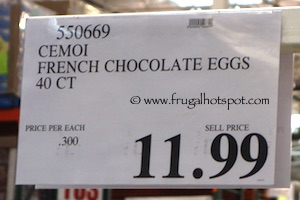 550669
CEMOI
FRENCH CHOCOLATE EGGS
40 CT
©www.frugalhotspot.com
PRICE PER EACH
SELL PRICE
.300
11.99